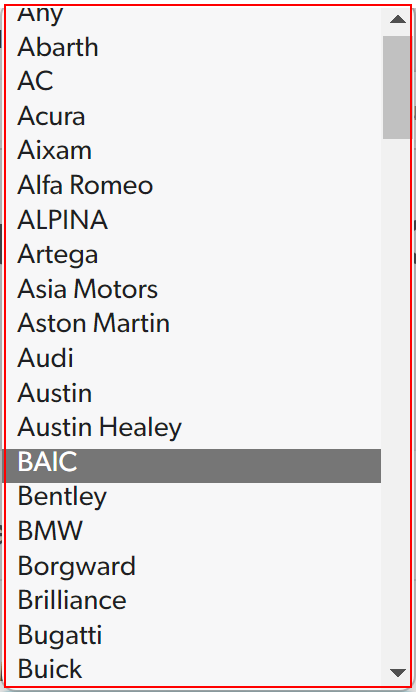 Any
Abarth
AC
Acura
Aixam
Alfa Romeo
ALPINA
Artega
Asia Motors
Aston Martin
Audi
Austin
Austin Healey
BAIC
Bentley
BMW
Borgward
Brilliance
Bugatti
Buick